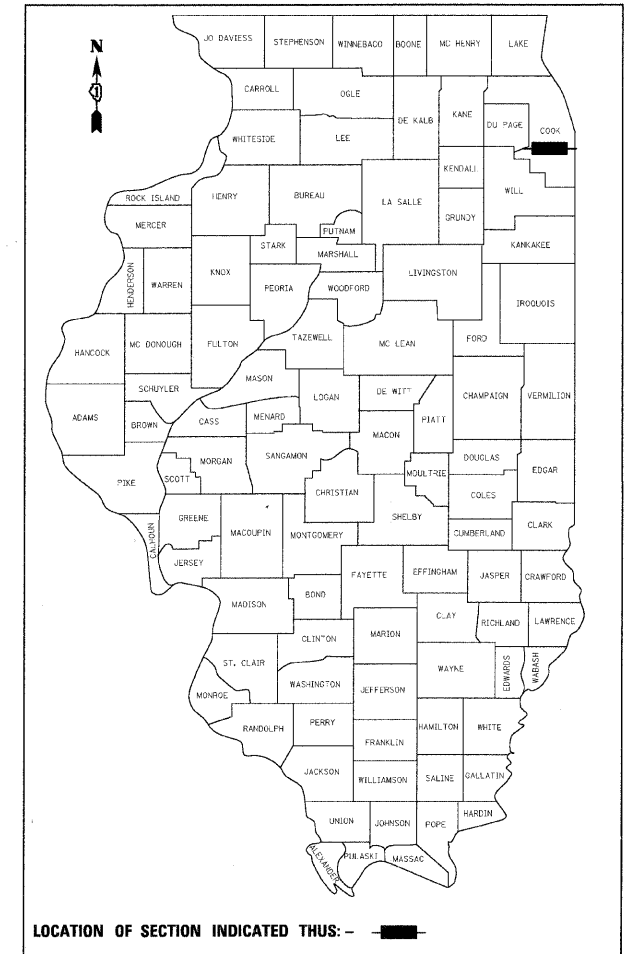 JO DAVIESS STEPHENSON WINNEBAGO BOONE MC HENRY LAKE
N
CARROLL OGLE
DE KALB KANE DU PAGE COOK
WHITESIDE LEE
KENDALL WILL
ROCK ISLAND HENRY BUREAU LA SALLE
MERCER PUTNAM GRUNDY
STARK MARSHALL KANKAKEE
HENDERSON WARREN KNOX PEORIA WOODFORD LIVINGSTON
IROQUOIS
HANCOCK MC DONOUGH FULTON TAZEWELL MC LEAN FORD
MASON
SCHUYLER LOGAN DE WITT CHAMPAIGN VERMILION
ADAMS BROWN CASS MENARD PIATT
MACON
MORGAN SANGAMON DOUGLAS EDGAR
PIKE SCOTT CHRISTIAN MOULTRIE
COLES
CALHOUN GREENE MACOUPIN MONTGOMERY SHELBY CLARK
CUMBERLAND
JERSEY FAYETTE EFFINGHAM JASPER CRAWFORD
MADISON BOND
CLAY RICHLAND LAWRENCE
CLINTON MARION
ST. CLAIR WAYNE EDWARDS WABASH
WASHINGTON JEFFERSON
MONROE
RANDOLPH PERRY HAMILTON WHITE
FRANKLIN
JACKSON WILLIAMSON SALINE GALLATIN
UNION JOHNSON POPE HARDIN
ALEXANDER PULASKI MASSAC
LOCATION OF SECTION INDICATED THUS: -